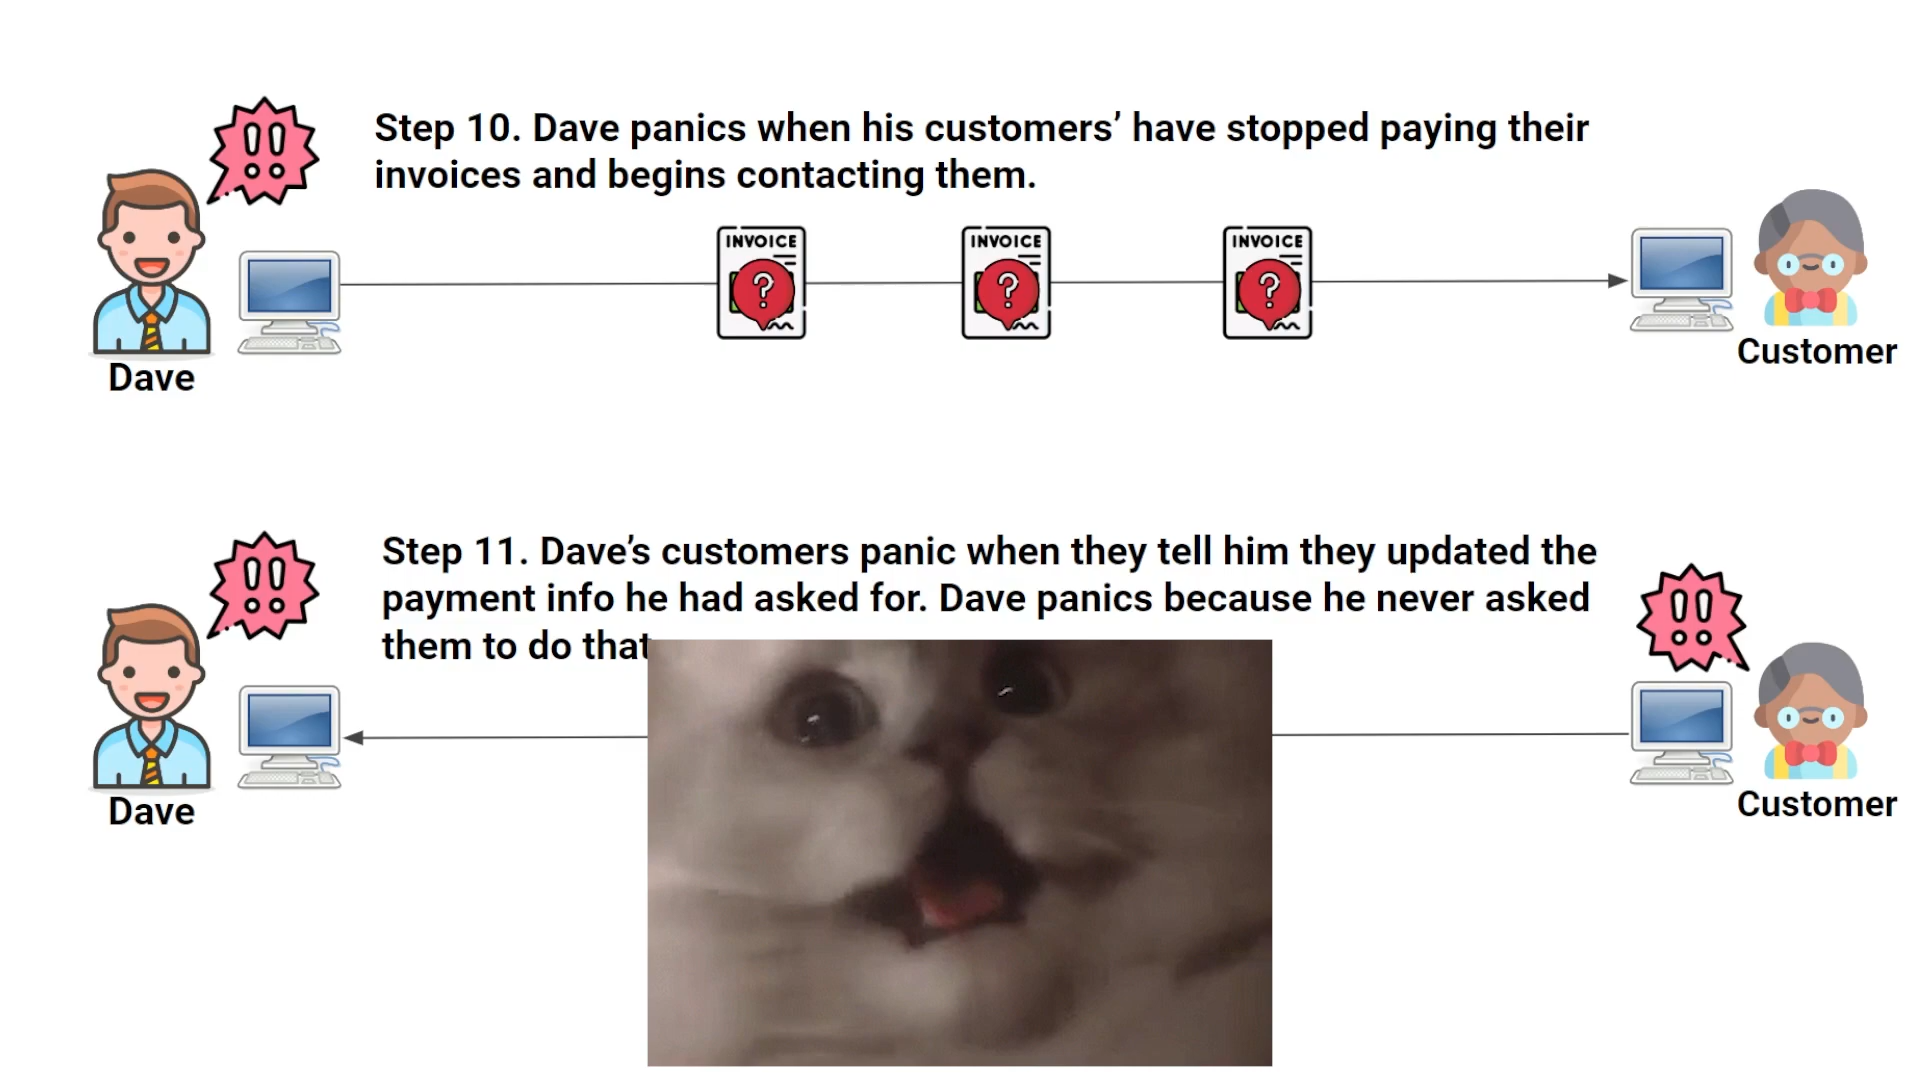 Step 10. Dave panics when his customers’ have stopped paying their
invoices and begins contacting them.
INVOICE
INVOICE
INVOICE
?
?
?
Dave
Customer
Step 11. Dave’s customers panic when they tell him they updated the
payment info he had asked for. Dave panics because he never asked
them to do that
Dave
Customer